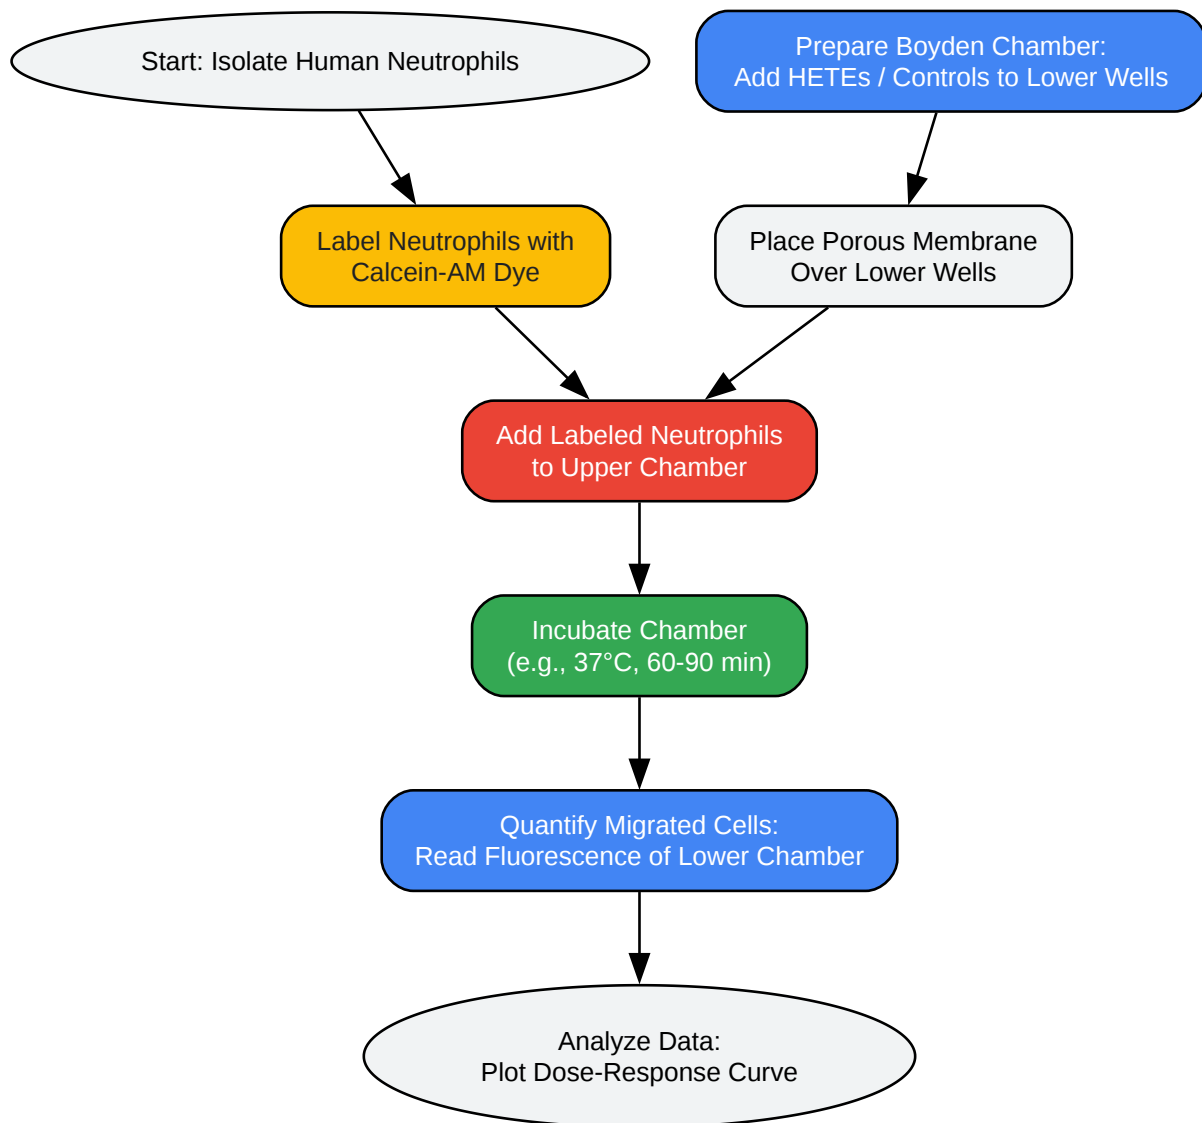 Start: Isolate Human Neutrophils
Prepare Boyden Chamber:
Add HETEs / Controls to Lower Wells
Label Neutrophils with
Calcein-AM Dye
Place Porous Membrane
Over Lower Wells
Add Labeled Neutrophils
to Upper Chamber
Incubate Chamber
(e.g., 37°C, 60-90 min)
Quantify Migrated Cells:
Read Fluorescence of Lower Chamber
Analyze Data:
Plot Dose-Response Curve